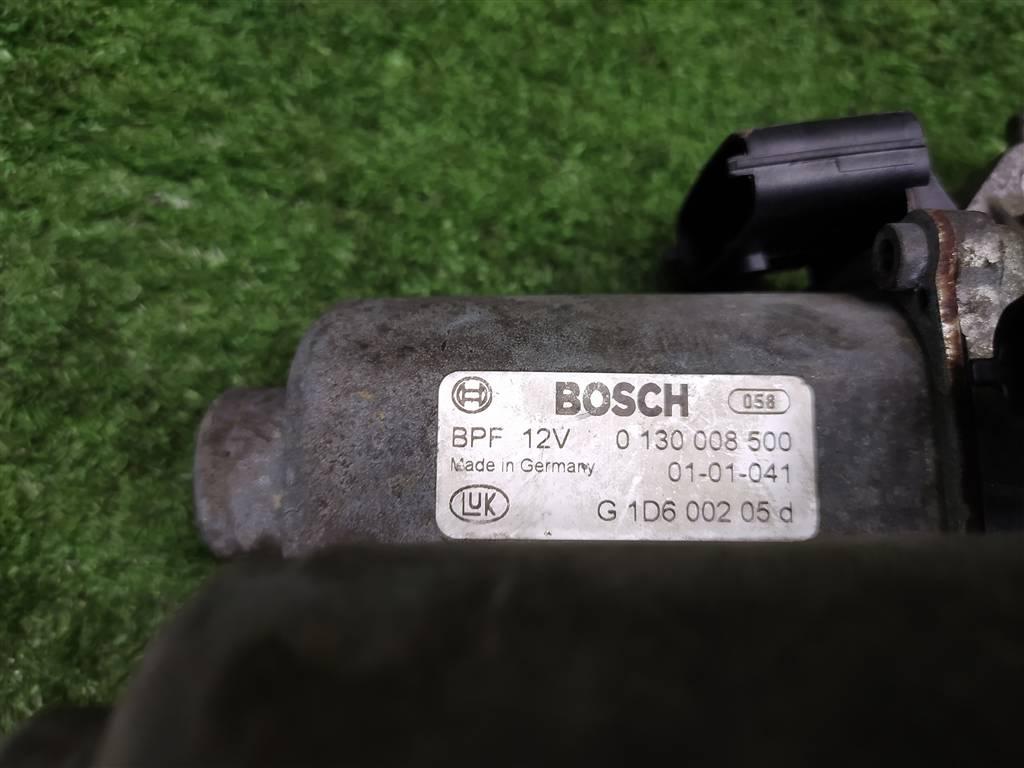 BOSCH 058
BPF 12V 0 130 008 500
Made in Germany 01-01-041
LuK G 1D6 002 05 d